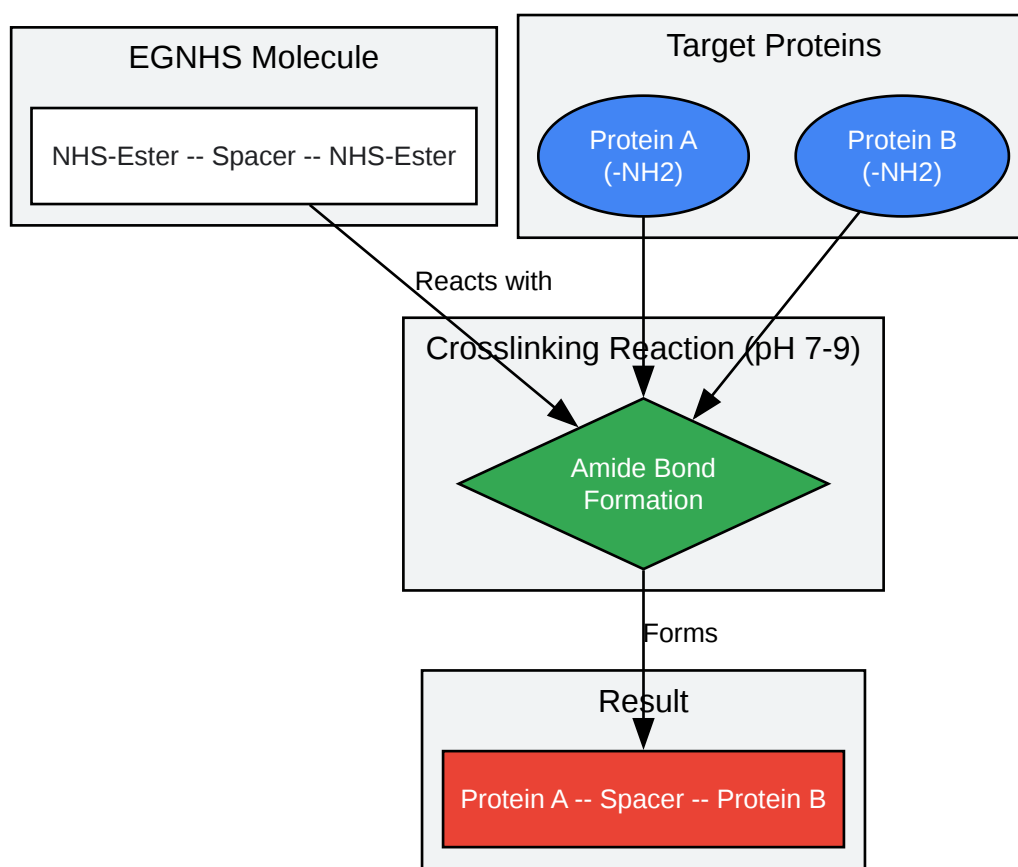 EGNHS Molecule
NHS-Ester -- Spacer -- NHS-Ester
Target Proteins
Protein A
(-NH2)
Protein B
(-NH2)
Reacts with
Crosslinking Reaction (pH 7-9)
Amide Bond
Formation
Forms
Result
Protein A -- Spacer -- Protein B